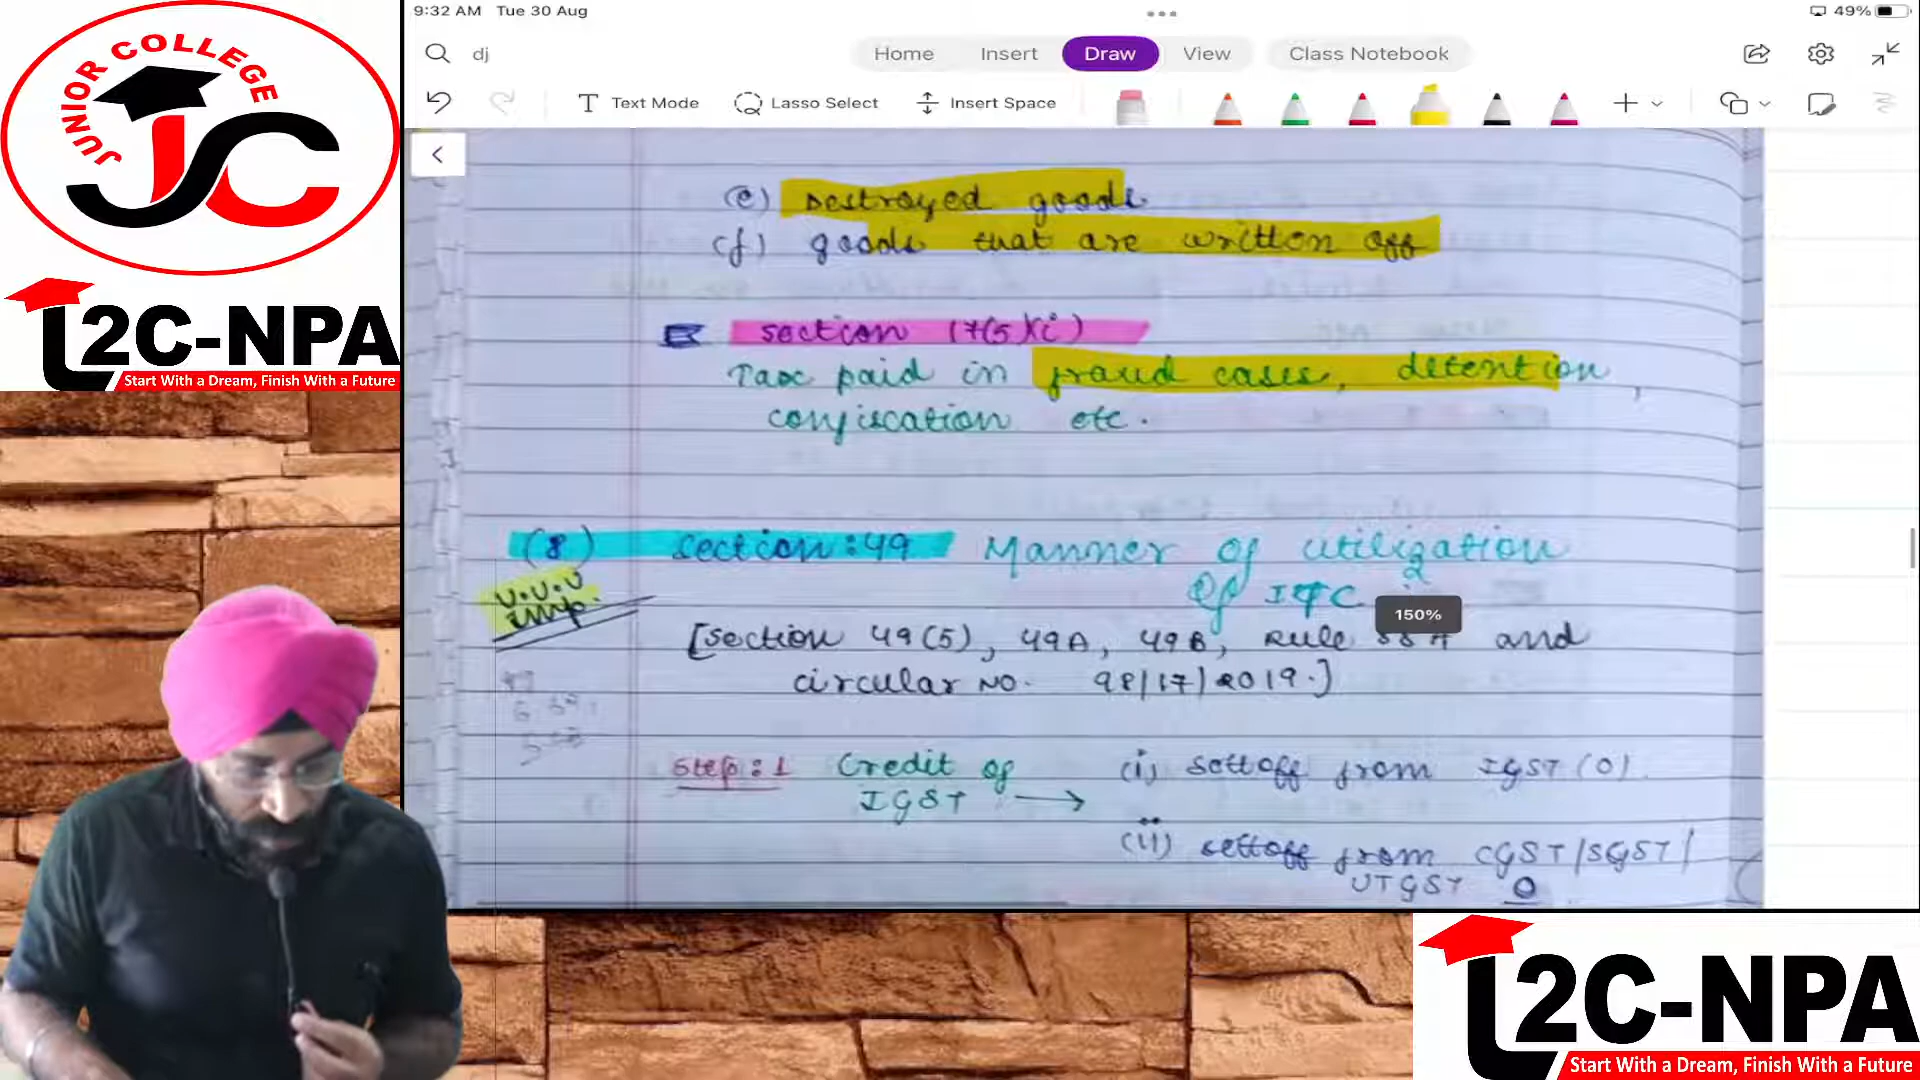 9:32 AM Tue 30 Aug
49%
JUNIOR COLLEGE
JC
L2C-NPA
Start With a Dream, Finish With a Future
dj
Home Insert Draw View Class Notebook
Text Mode Lasso Select Insert Space
(e) Destroyed goods
(f) goods that are written off
Section 17(5)(i)
Tax paid in fraud cases, detention,
confiscation etc.
(8) Section:49 Manner of utilization
of ITC
150%
V.V.V
Imp.
[Section 49(5), 49A, 49B, Rule 88A and
circular NO. 98/17/2019.]
Step:1 Credit of (i) settoff from IGST (O).
IGST →
(ii) settoff from CGST/SGST/
UTGST O
L2C-NPA
Start With a Dream, Finish With a Future